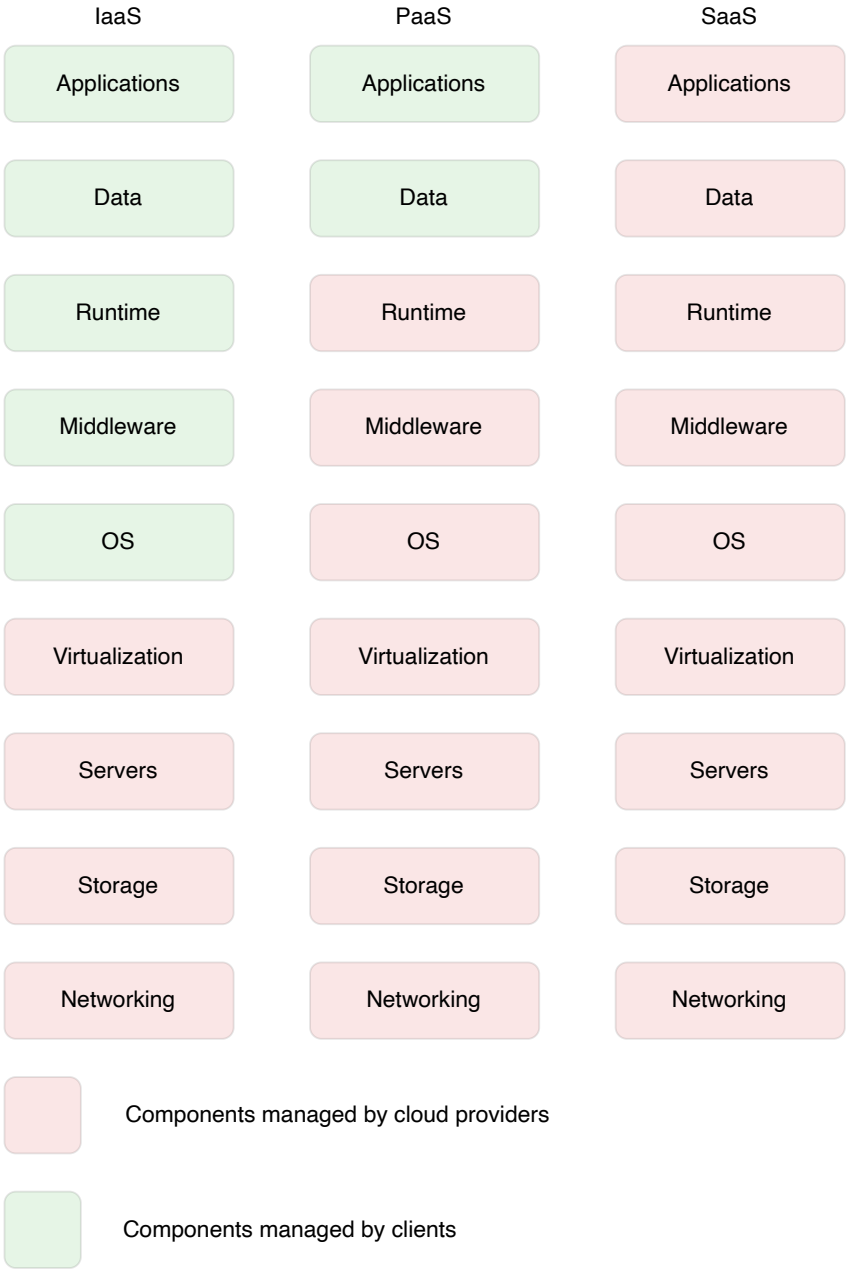 IaaS PaaS SaaS
Applications Applications Applications
Data Data Data
Runtime Runtime Runtime
Middleware Middleware Middleware
OS OS OS
Virtualization Virtualization Virtualization
Servers Servers Servers
Storage Storage Storage
Networking Networking Networking
Components managed by cloud providers
Components managed by clients